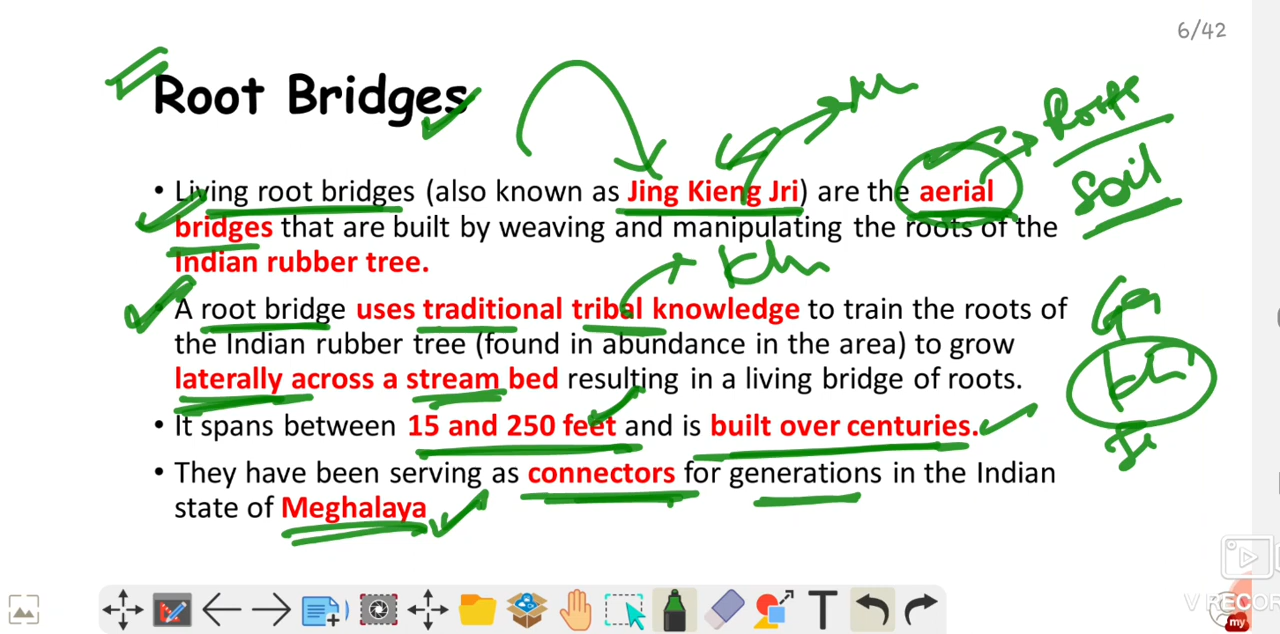 6/42
Root Bridges
• Living root bridges (also known as Jing Kieng Jri) are the aerial
bridges that are built by weaving and manipulating the roots of the
Indian rubber tree.
• A root bridge uses traditional tribal knowledge to train the roots of
the Indian rubber tree (found in abundance in the area) to grow
laterally across a stream bed resulting in a living bridge of roots.
• It spans between 15 and 250 feet and is built over centuries.
• They have been serving as connectors for generations in the Indian
state of Meghalaya
Roots
Soil
V RECOR
my